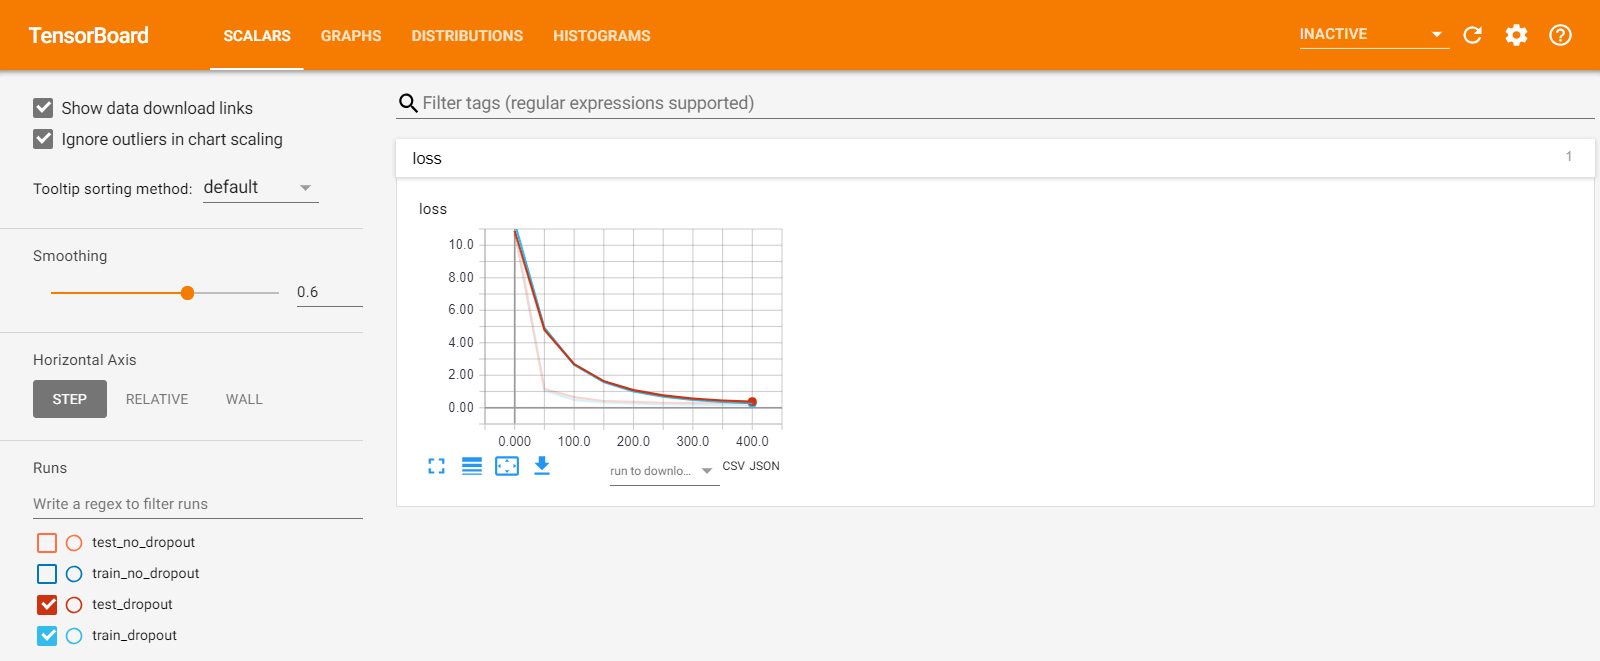 TensorBoard SCALARS GRAPHS DISTRIBUTIONS HISTOGRAMS INACTIVE
Show data download links
Ignore outliers in chart scaling
Tooltip sorting method: default
Smoothing
0.6
Horizontal Axis
STEP RELATIVE WALL
Runs
Write a regex to filter runs
test_no_dropout
train_no_dropout
test_dropout
train_dropout
Filter tags (regular expressions supported)
loss 1
loss
10.0
8.00
6.00
4.00
2.00
0.00
0.000 100.0 200.0 300.0 400.0
run to downlo... CSV JSON